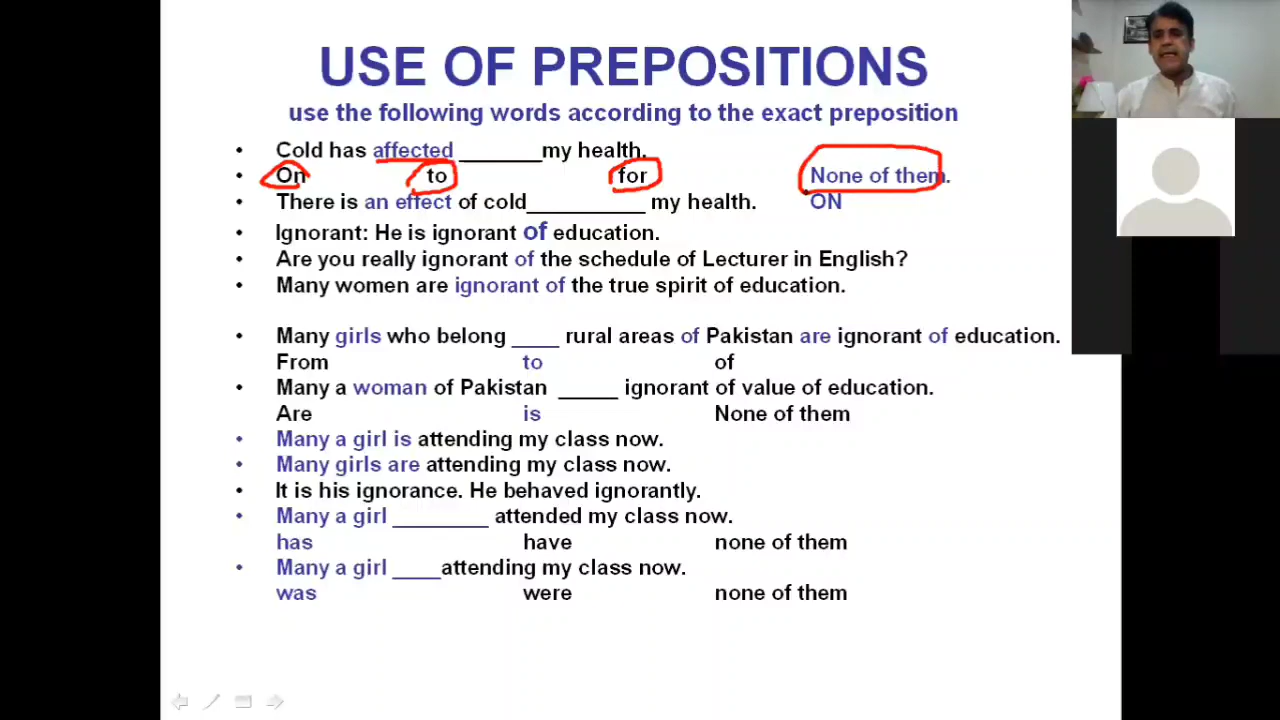 USE OF PREPOSITIONS
use the following words according to the exact preposition
• Cold has affected _______my health.
• On to for None of them.
• There is an effect of cold__________ my health. ON
• Ignorant: He is ignorant of education.
• Are you really ignorant of the schedule of Lecturer in English?
• Many women are ignorant of the true spirit of education.
• Many girls who belong ____ rural areas of Pakistan are ignorant of education.
From to of
• Many a woman of Pakistan _____ ignorant of value of education.
Are is None of them
• Many a girl is attending my class now.
• Many girls are attending my class now.
• It is his ignorance. He behaved ignorantly.
• Many a girl ________ attended my class now.
has have none of them
• Many a girl ____attending my class now.
was were none of them